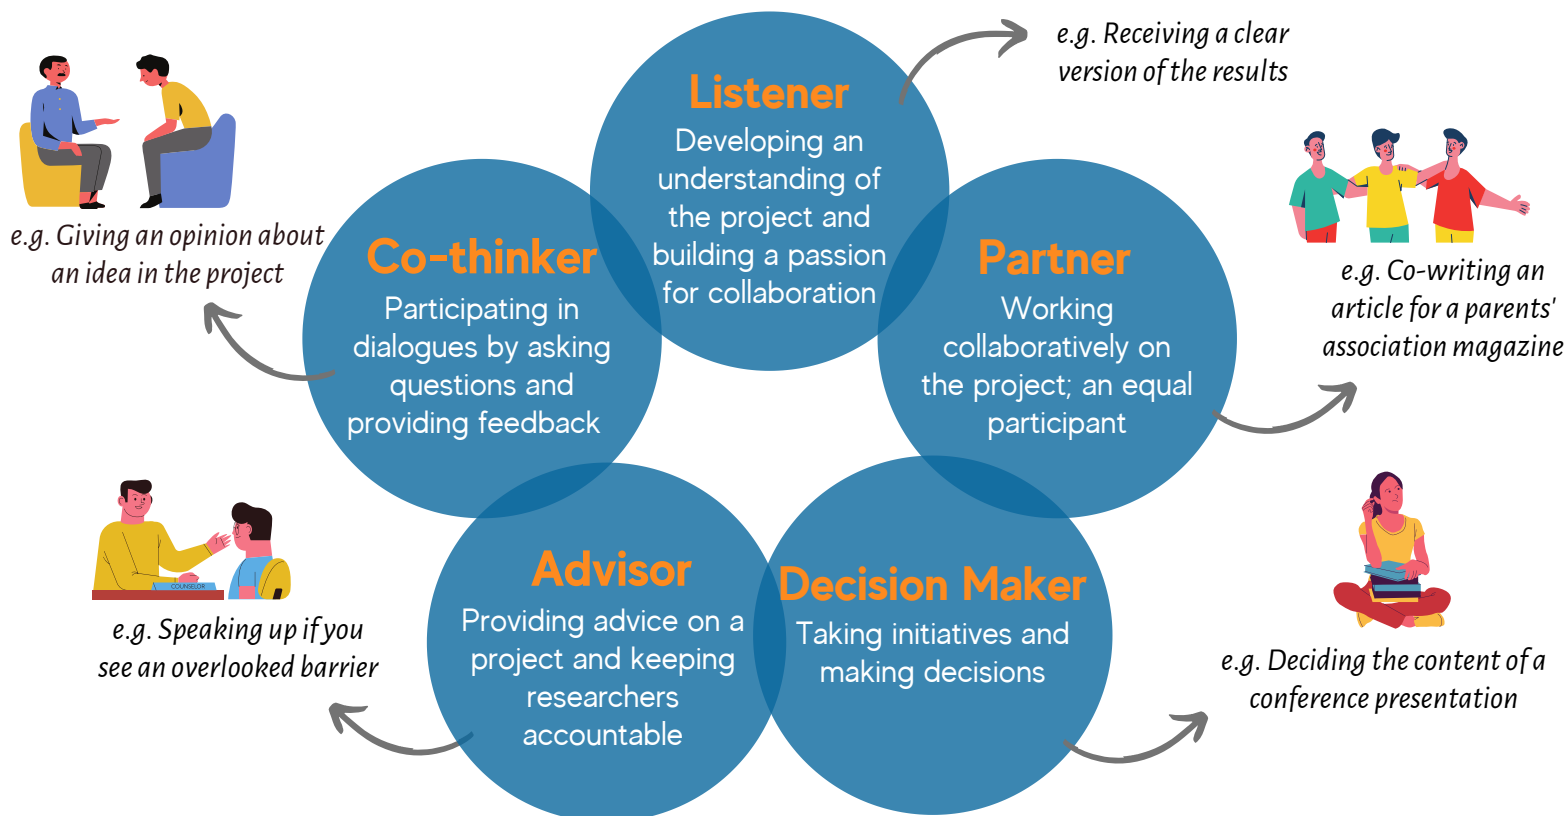 Listener
Developing an
understanding of
the project and
building a passion
for collaboration
e.g. Receiving a clear
version of the results
Co-thinker
Participating in
dialogues by asking
questions and
providing feedback
e.g. Giving an opinion about
an idea in the project
Partner
Working
collaboratively on
the project; an equal
participant
e.g. Co-writing an
article for a parents'
association magazine
Advisor
Providing advice on a
project and keeping
researchers
accountable
COUNSELOR
e.g. Speaking up if you
see an overlooked barrier
Decision Maker
Taking initiatives and
making decisions
e.g. Deciding the content of a
conference presentation